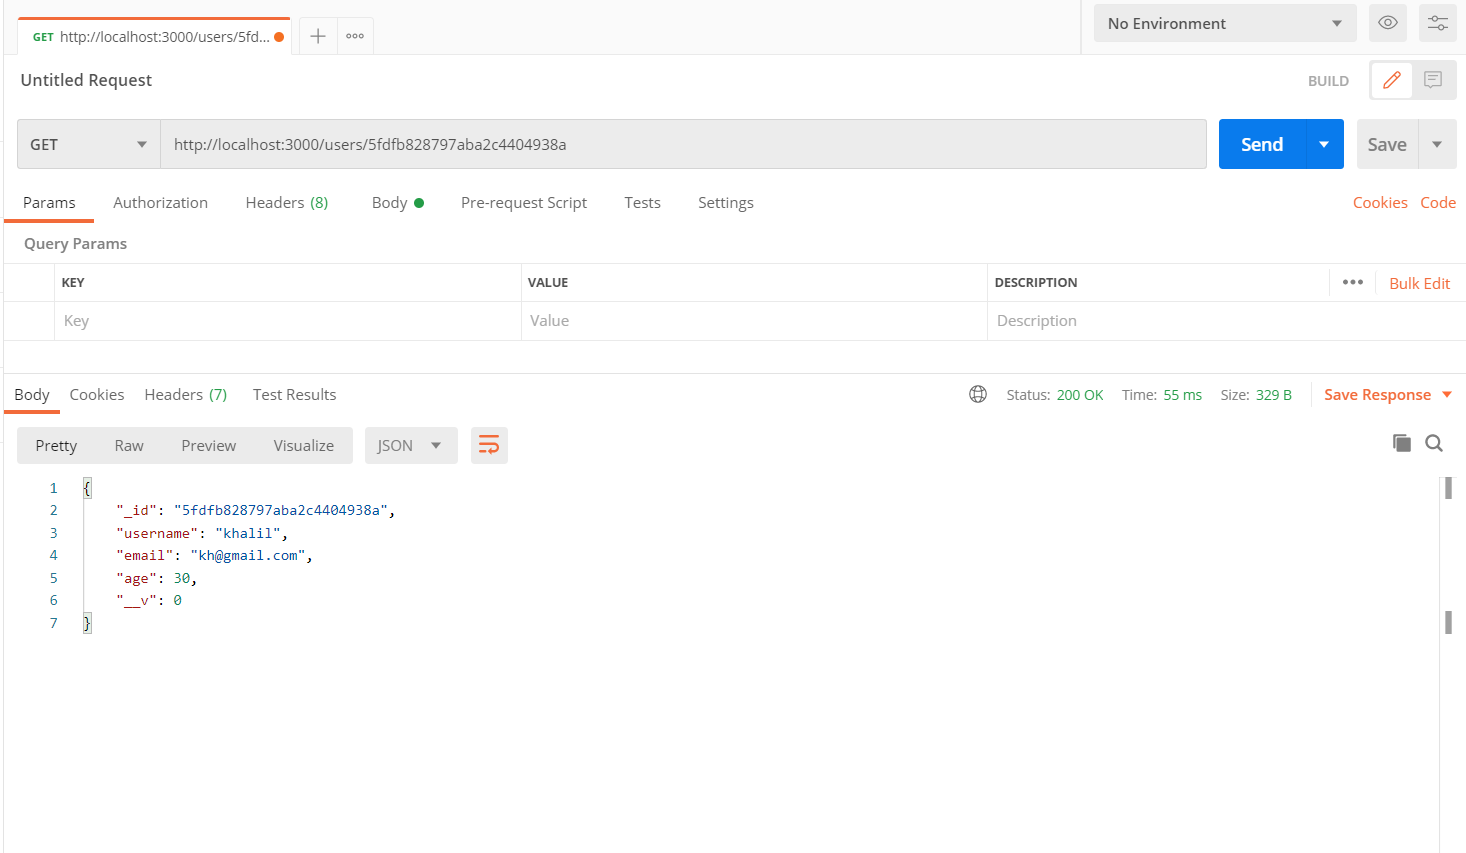 GET http://localhost:3000/users/5fd...
No Environment
Untitled Request
BUILD
GET
http://localhost:3000/users/5fdfb828797aba2c4404938a
Send
Save
Params Authorization Headers (8) Body Pre-request Script Tests Settings Cookies Code
Query Params
KEY VALUE DESCRIPTION ••• Bulk Edit
Key Value Description
Body Cookies Headers (7) Test Results Status: 200 OK Time: 55 ms Size: 329 B Save Response
Pretty Raw Preview Visualize JSON
1 {
2 "_id": "5fdfb828797aba2c4404938a",
3 "username": "khalil",
4 "email": "kh@gmail.com",
5 "age": 30,
6 "__v": 0
7 }